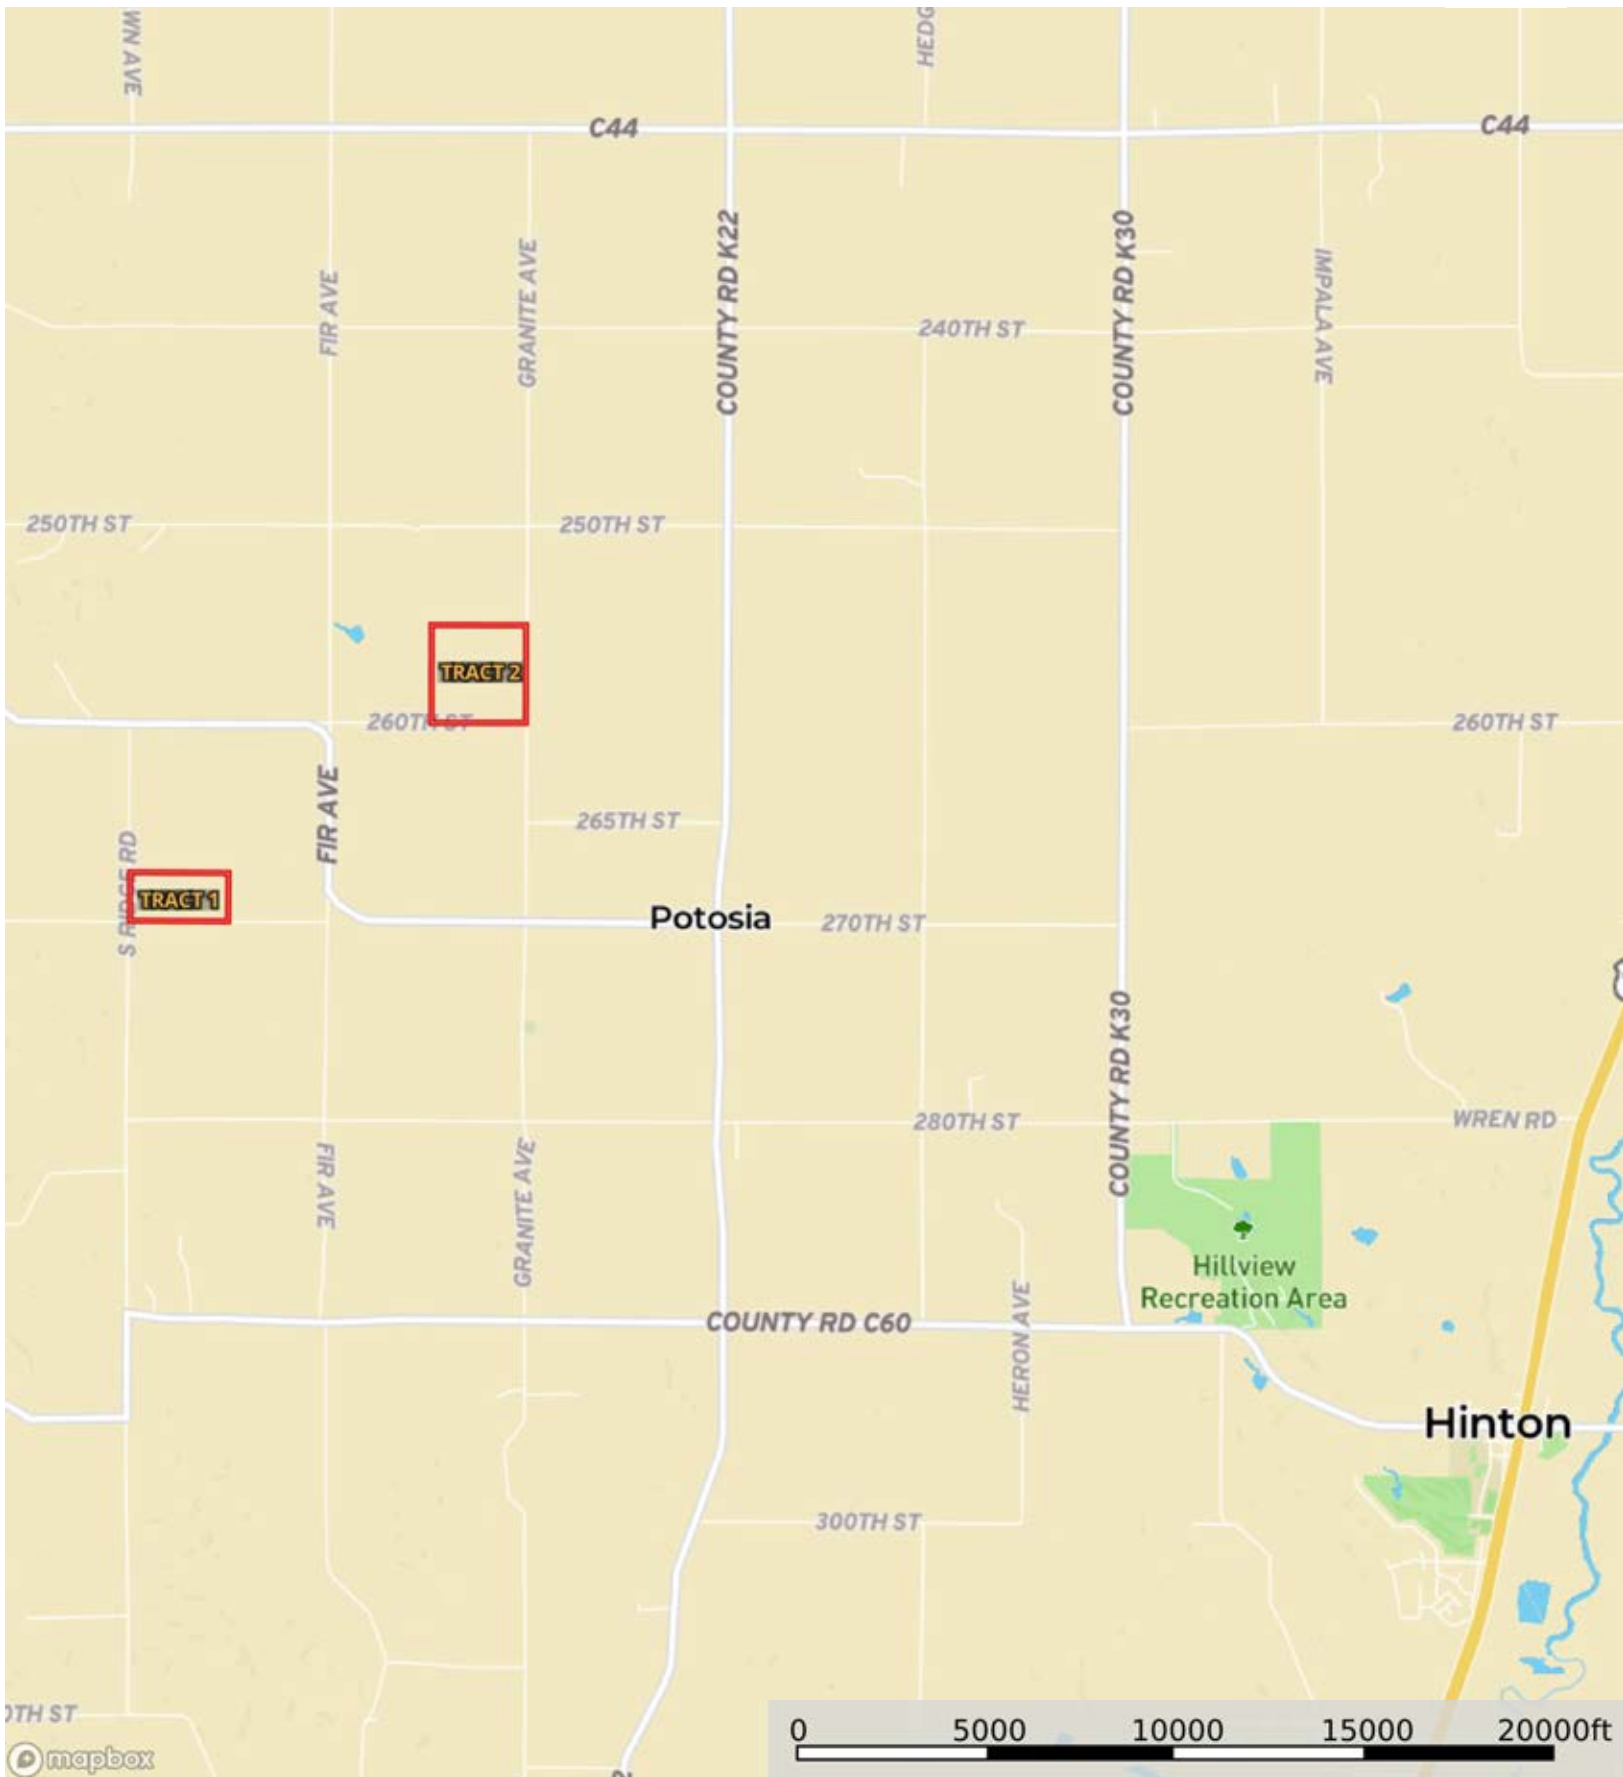 WN AVE
HEDG
C44
C44
COUNTY RD K22
COUNTY RD K30
FIR AVE
GRANITE AVE
IMPALA AVE
240TH ST
250TH ST
250TH ST
TRACT 2
260TH ST
260TH ST
FIR AVE
265TH ST
S RIDGE RD
TRACT 1
Potosia
270TH ST
COUNTY RD K30
280TH ST
WREN RD
FIR AVE
GRANITE AVE
Hillview
Recreation Area
COUNTY RD C60
HERON AVE
Hinton
300TH ST
0TH ST
0 5000 10000 15000 20000ft
mapbox